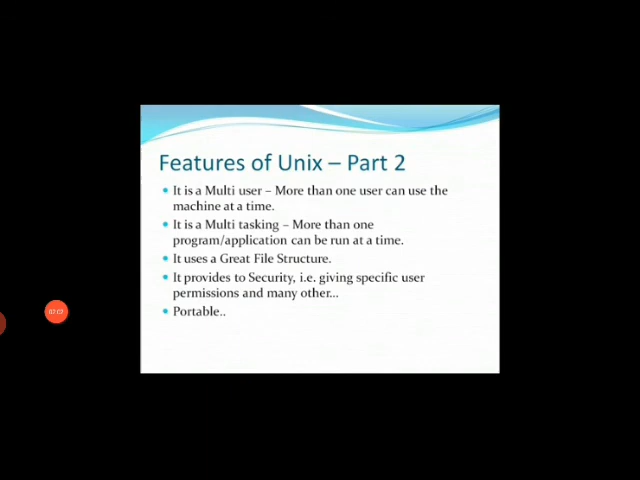 Features of Unix – Part 2
It is a Multi user – More than one user can use the
machine at a time.
It is a Multi tasking – More than one
program/application can be run at a time.
It uses a Great File Structure.
It provides to Security, i.e. giving specific user
permissions and many other...
Portable..
02:02